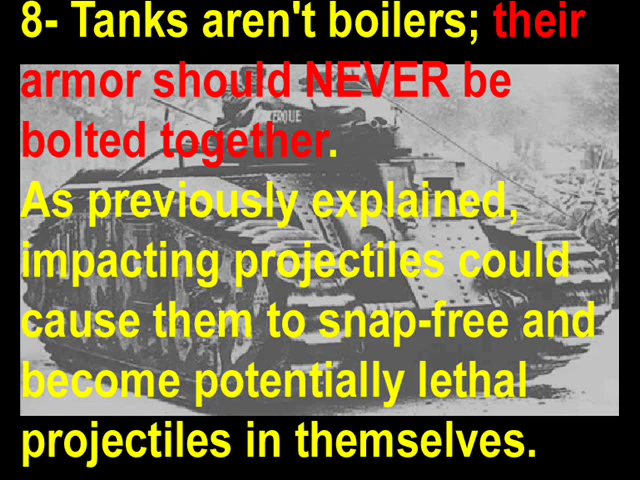 8- Tanks aren't boilers; their
armor should NEVER be
bolted together.
As previously explained,
impacting projectiles could
cause them to snap-free and
become potentially lethal
projectiles in themselves.